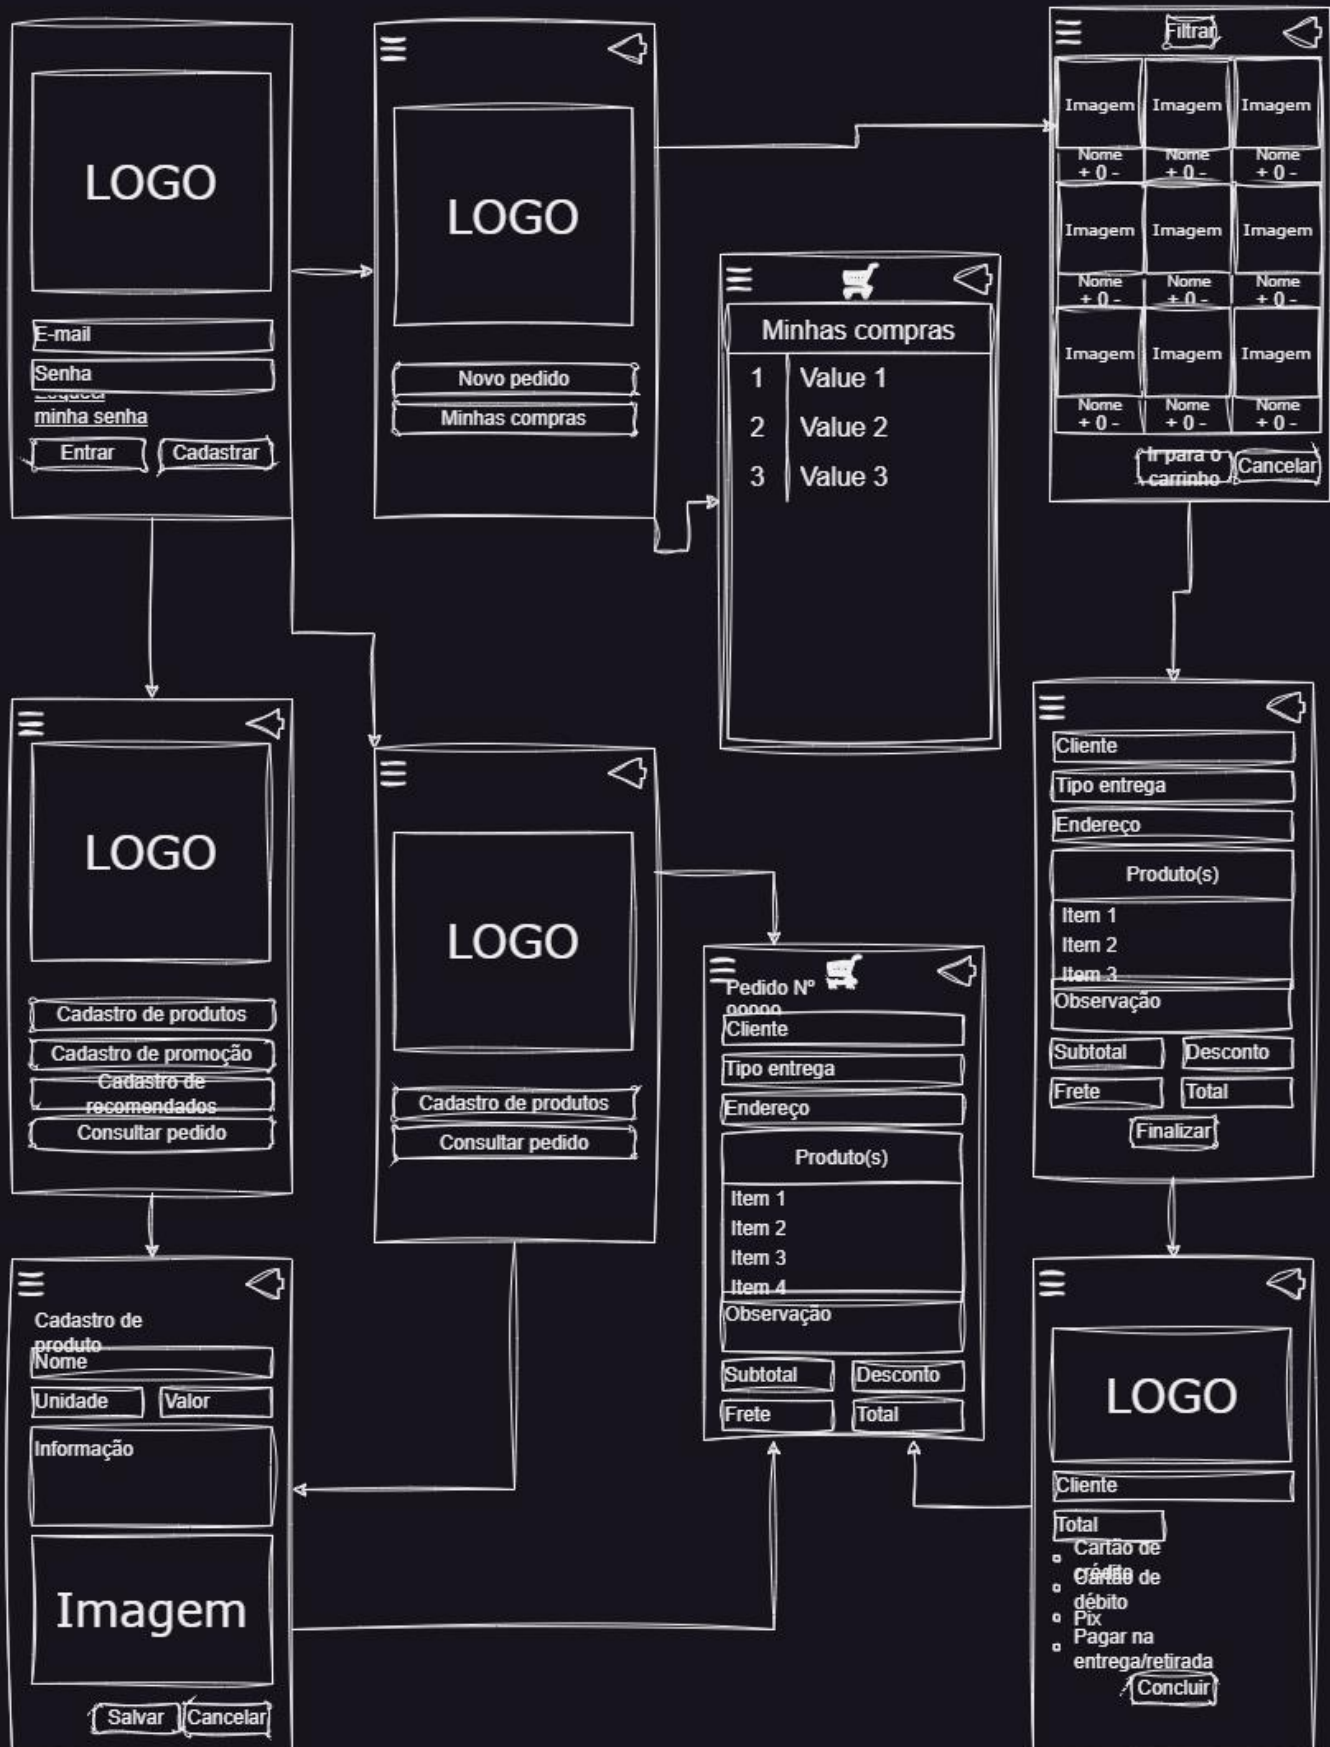 LOGO
E-mail
Senha
Esqueci
minha senha
Entrar
Cadastrar
LOGO
Novo pedido
Minhas compras
Minhas compras
1 Value 1
2 Value 2
3 Value 3
Filtrar
Imagem Imagem Imagem
Nome Nome Nome
+ 0 - + 0 - + 0 -
Imagem Imagem Imagem
Nome Nome Nome
+ 0 - + 0 - + 0 -
Imagem Imagem Imagem
Nome Nome Nome
+ 0 - + 0 - + 0 -
Ir para o
carrinho
Cancelar
LOGO
Cadastro de produtos
Cadastro de promoção
Cadastro de
recomendados
Consultar pedido
LOGO
Cadastro de produtos
Consultar pedido
Pedido Nº
99999
Cliente
Tipo entrega
Endereço
Produto(s)
Item 1
Item 2
Item 3
Item 4
Observação
Subtotal Desconto
Frete Total
Cliente
Tipo entrega
Endereço
Produto(s)
Item 1
Item 2
Item 3
Observação
Subtotal Desconto
Frete Total
Finalizar
Cadastro de
produto
Nome
Unidade Valor
Informação
Imagem
Salvar Cancelar
LOGO
Cliente
Total
Cartão de
crédito
Cartão de
débito
Pix
Pagar na
entrega/retirada
Concluir